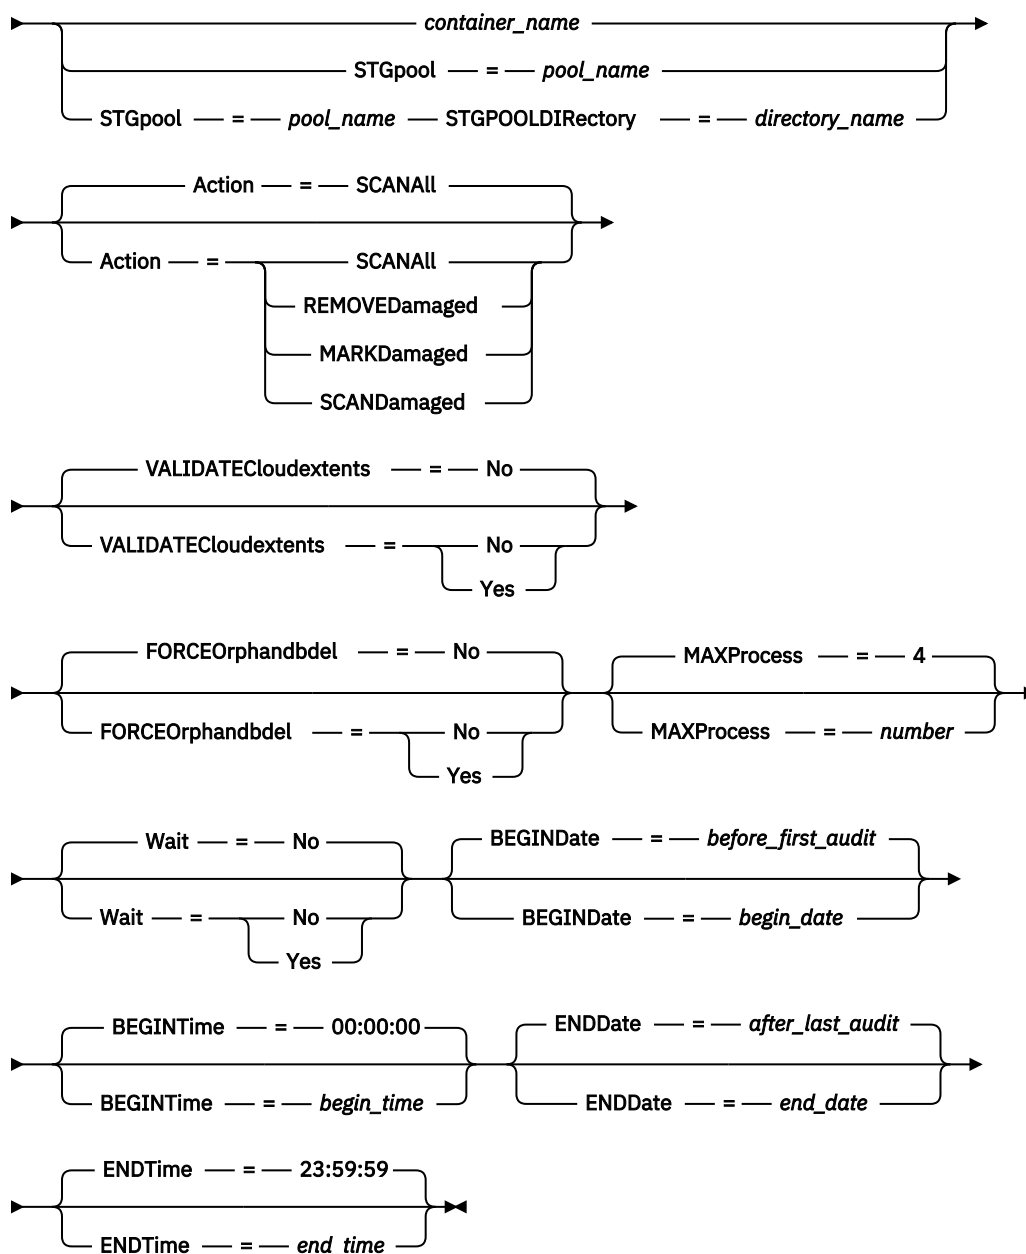 container_name
STGpool = pool_name
STGpool = pool_name STGPOOLDIRectory = directory_name
Action = SCANAll
Action = SCANAll
REMOVEDamaged
MARKDamaged
SCANDamaged
VALIDATECloudextents = No
VALIDATECloudextents = No
Yes
FORCEOrphandbdel = No MAXProcess = 4
FORCEOrphandbdel = No MAXProcess = number
Yes
Wait = No BEGINDate = before_first_audit
Wait = No BEGINDate = begin_date
Yes
BEGINTime = 00:00:00 ENDDate = after_last_audit
BEGINTime = begin_time ENDDate = end_date
ENDTime = 23:59:59
ENDTime = end_time